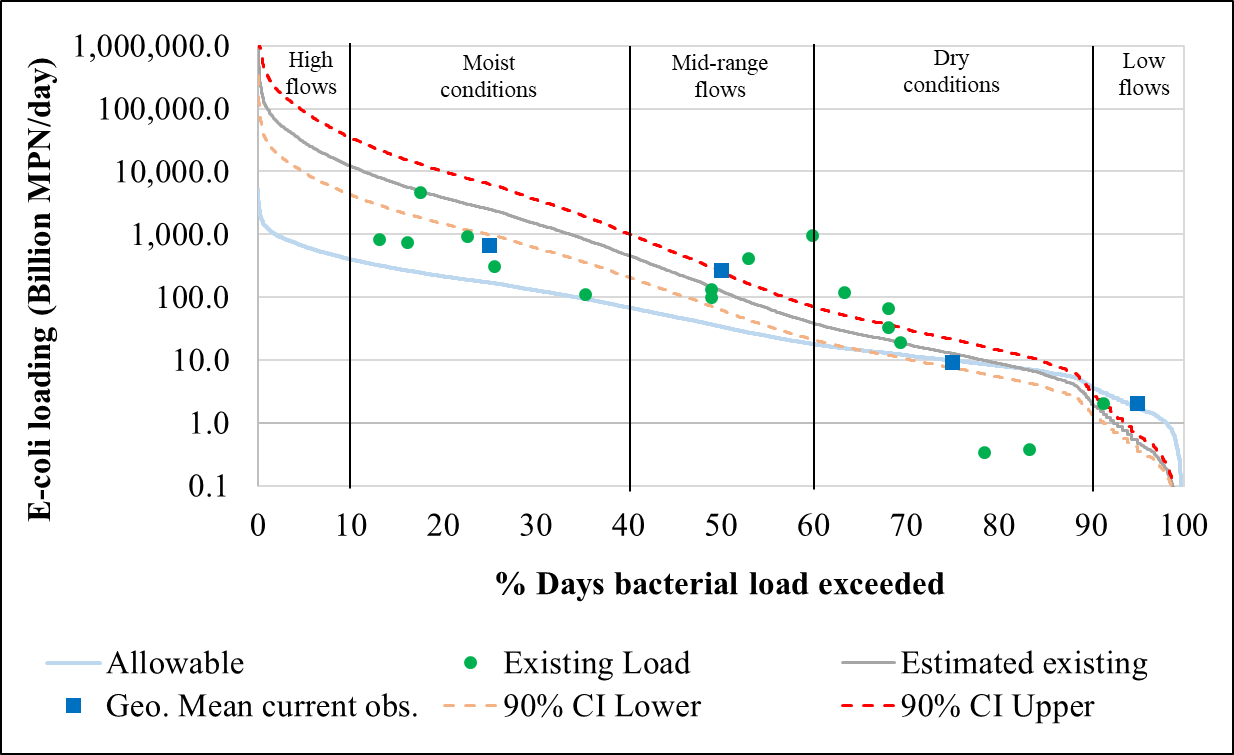 E-coli loading (Billion MPN/day)
1,000,000.0
100,000.0
10,000.0
1,000.0
100.0
10.0
1.0
0.1
High
flows
Moist
conditions
Mid-range
flows
Dry
conditions
Low
flows
0 10 20 30 40 50 60 70 80 90 100
% Days bacterial load exceeded
Allowable Existing Load Estimated existing
Geo. Mean current obs. 90% CI Lower 90% CI Upper